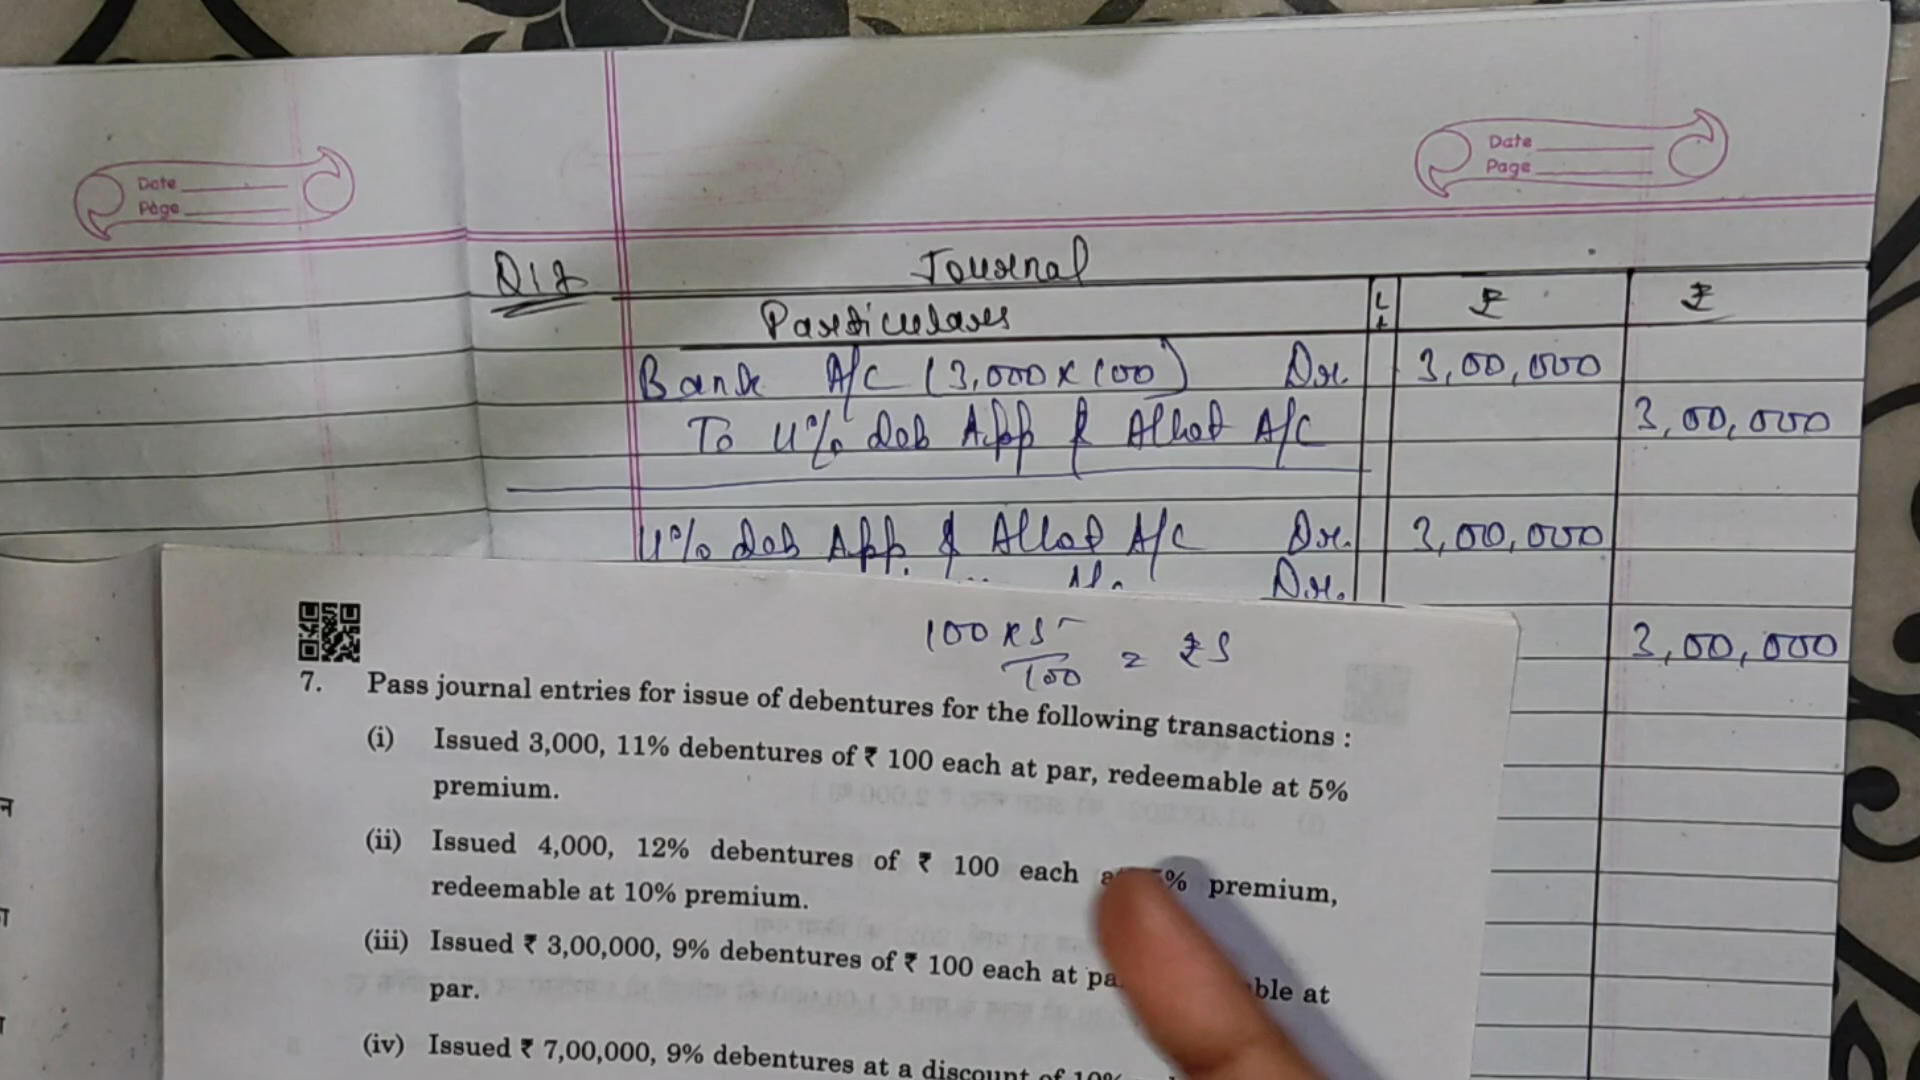 Date
Page
Date
Page
Q17
Journal
Particulars L.F ₹ ₹
Bank A/C (3,000 x 100) Dr. 3,00,000
To 11% deb App & Allot A/C 3,00,000
11% deb App. & Allot A/C Dr. 3,00,000
Dr.
3,00,000
100 x 5
100 = ₹5
7. Pass journal entries for issue of debentures for the following transactions :
(i) Issued 3,000, 11% debentures of ₹ 100 each at par, redeemable at 5%
premium.
(ii) Issued 4,000, 12% debentures of ₹ 100 each 5% premium,
redeemable at 10% premium.
(iii) Issued ₹ 3,00,000, 9% debentures of ₹ 100 each at at
par.
(iv) Issued ₹ 7,00,000, 9% debentures at a discount of 10%